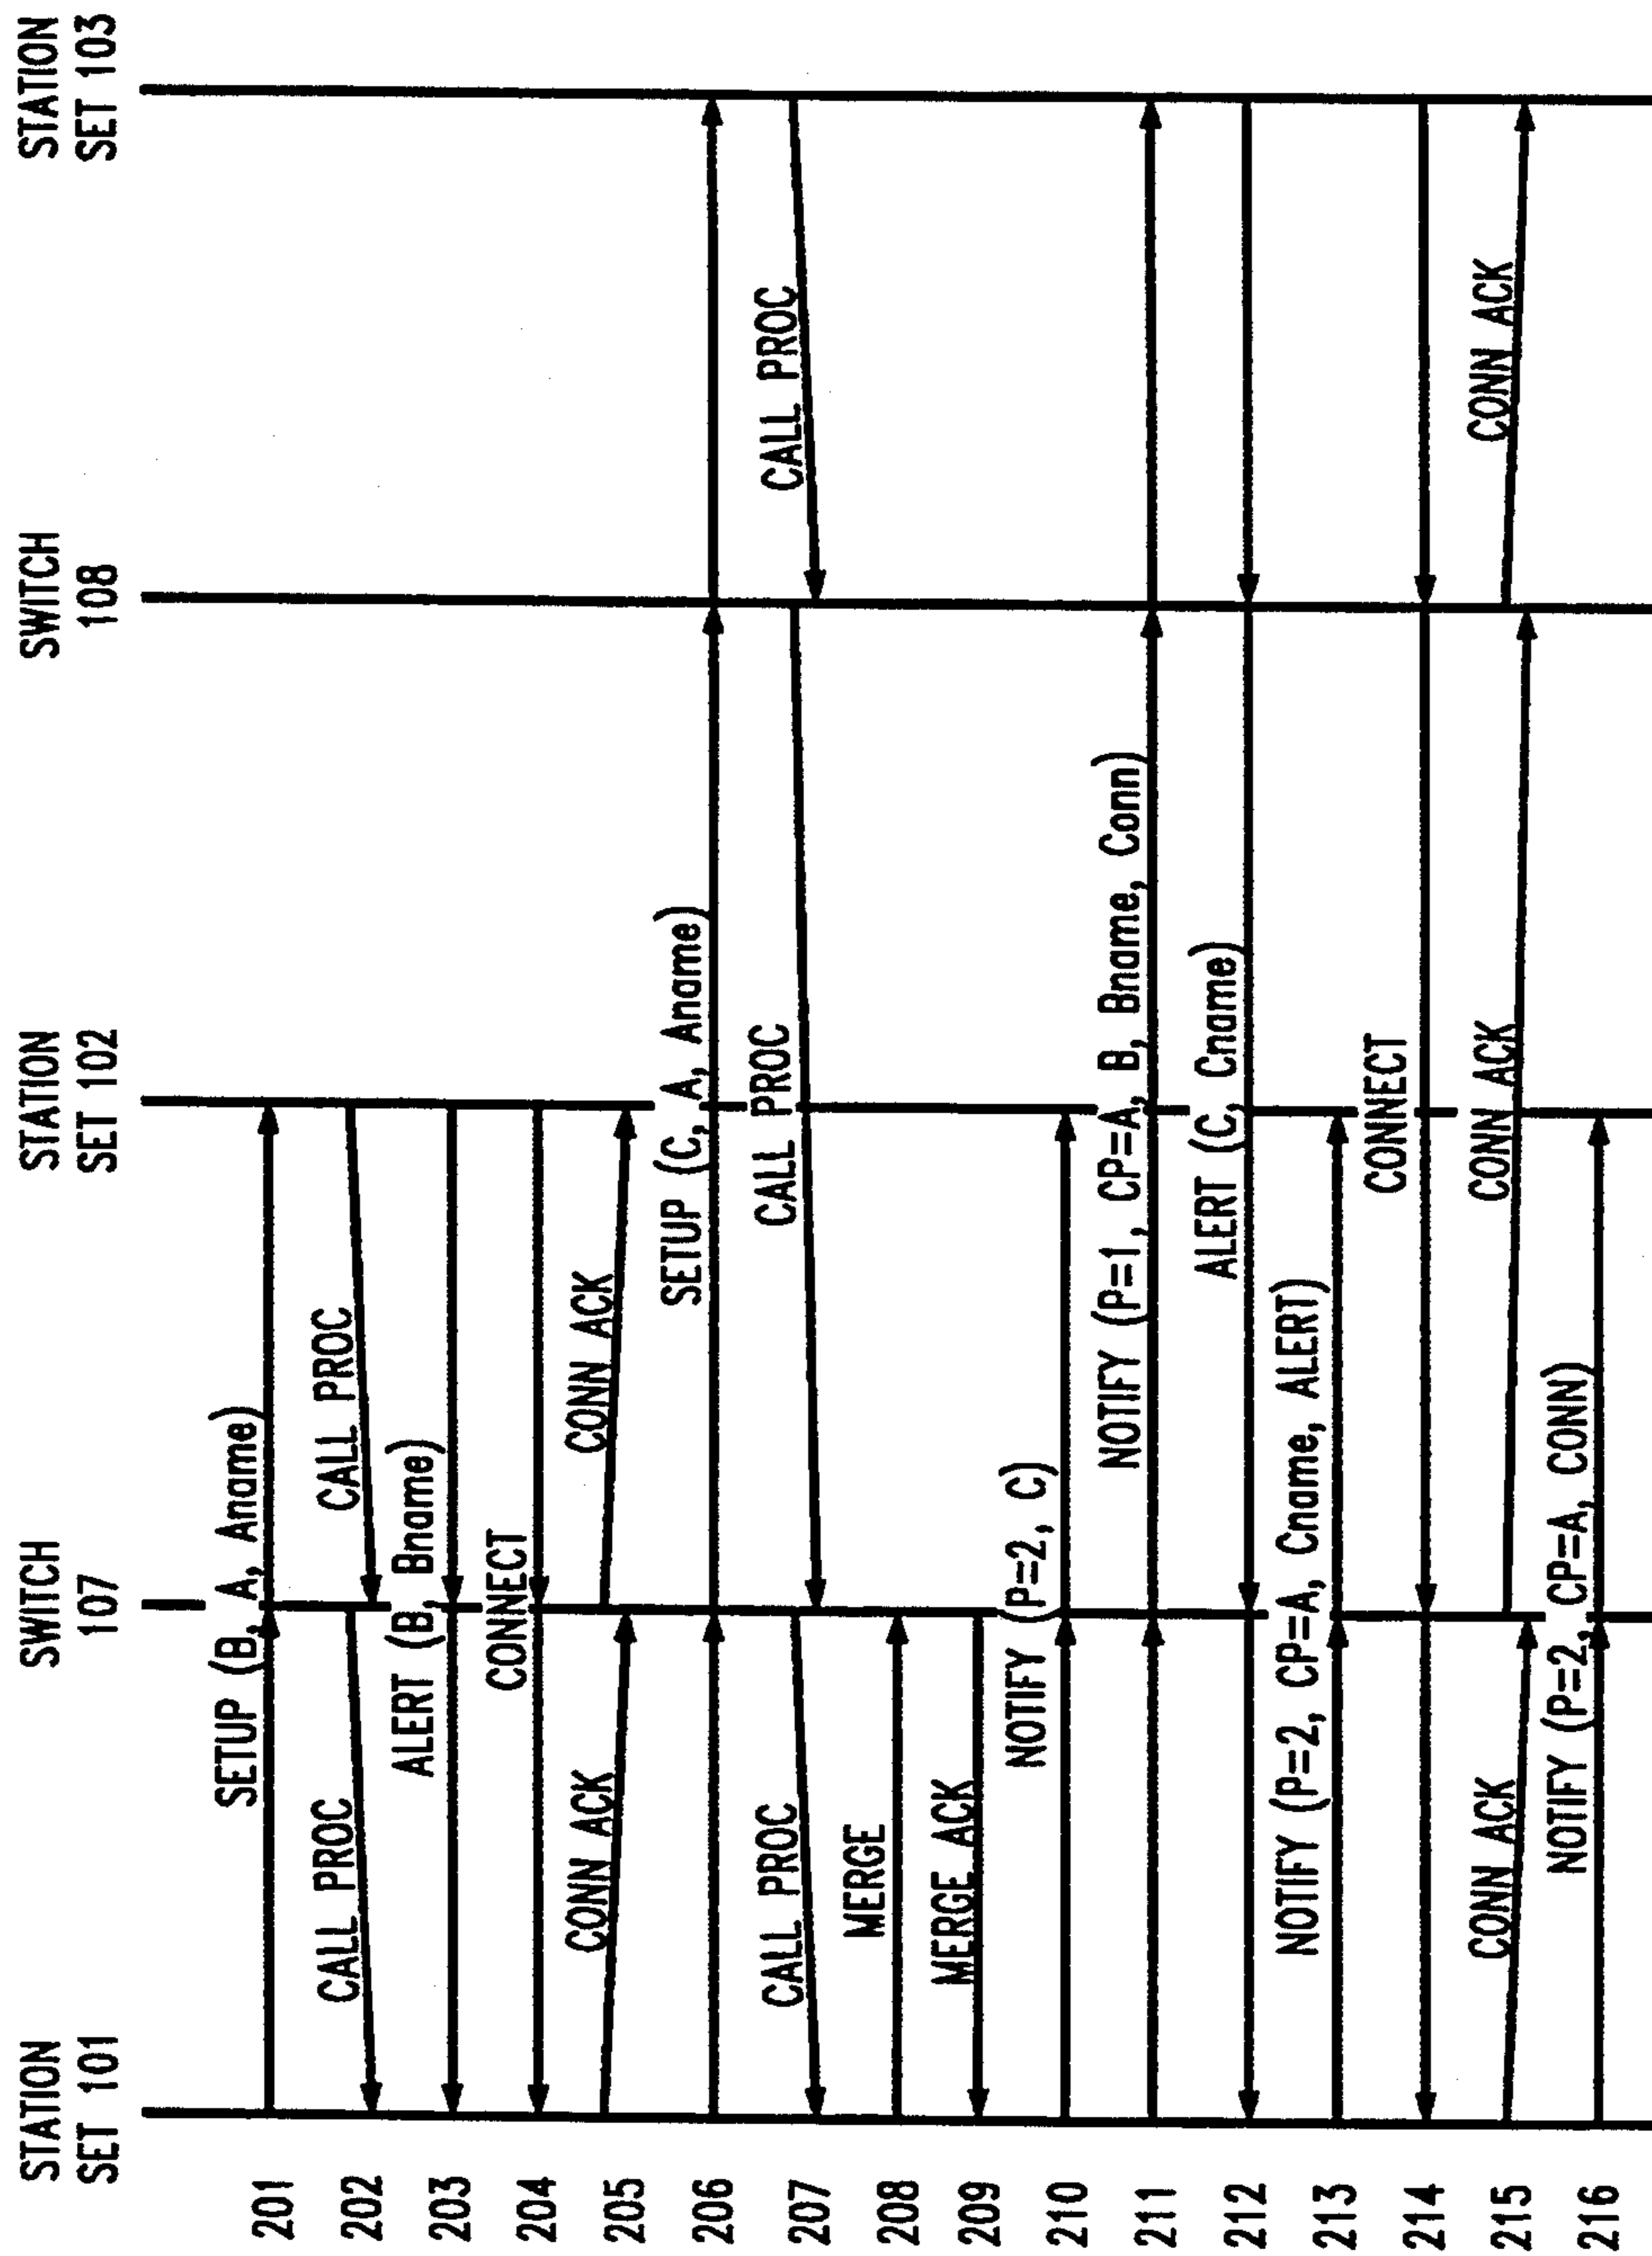 STATION
SET 101
SWITCH
107
STATION
SET 102
SWITCH
108
STATION
SET 103
201
SETUP (B, A, Aname)
202
CALL PROC
CALL PROC
203
ALERT (B, Bname)
204
CONNECT
205
CONN ACK
CONN ACK
206
SETUP (C, A, Aname)
207
CALL PROC
CALL PROC
CALL PROC
208
MERGE
209
MERGE ACK
210
NOTIFY (P=2, C)
211
NOTIFY (P=1, CP=A, B, Bname, Conn)
212
ALERT (C, Cname)
213
NOTIFY (P=2, CP=A, Cname, ALERT)
214
CONNECT
215
CONN ACK
CONN ACK
CONN ACK
216
NOTIFY (P=2, CP=A, CONN)